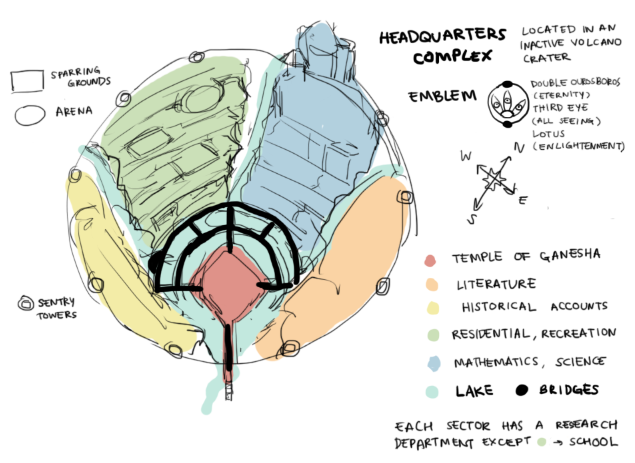 HEADQUARTERS
COMPLEX
LOCATED IN AN
INACTIVE VOLCANO
CRATER
SPARRING
GROUNDS
ARENA
EMBLEM
DOUBLE OUROSBOROS
(ETERNITY)
THIRD EYE
(ALL SEEING)
LOTUS
(ENLIGHTENMENT)
N
W
E
S
TEMPLE OF GANESHA
LITERATURE
HISTORICAL ACCOUNTS
RESIDENTIAL, RECREATION
MATHEMATICS, SCIENCE
LAKE
BRIDGES
SENTRY
TOWERS
EACH SECTOR HAS A RESEARCH
DEPARTMENT EXCEPT → SCHOOL